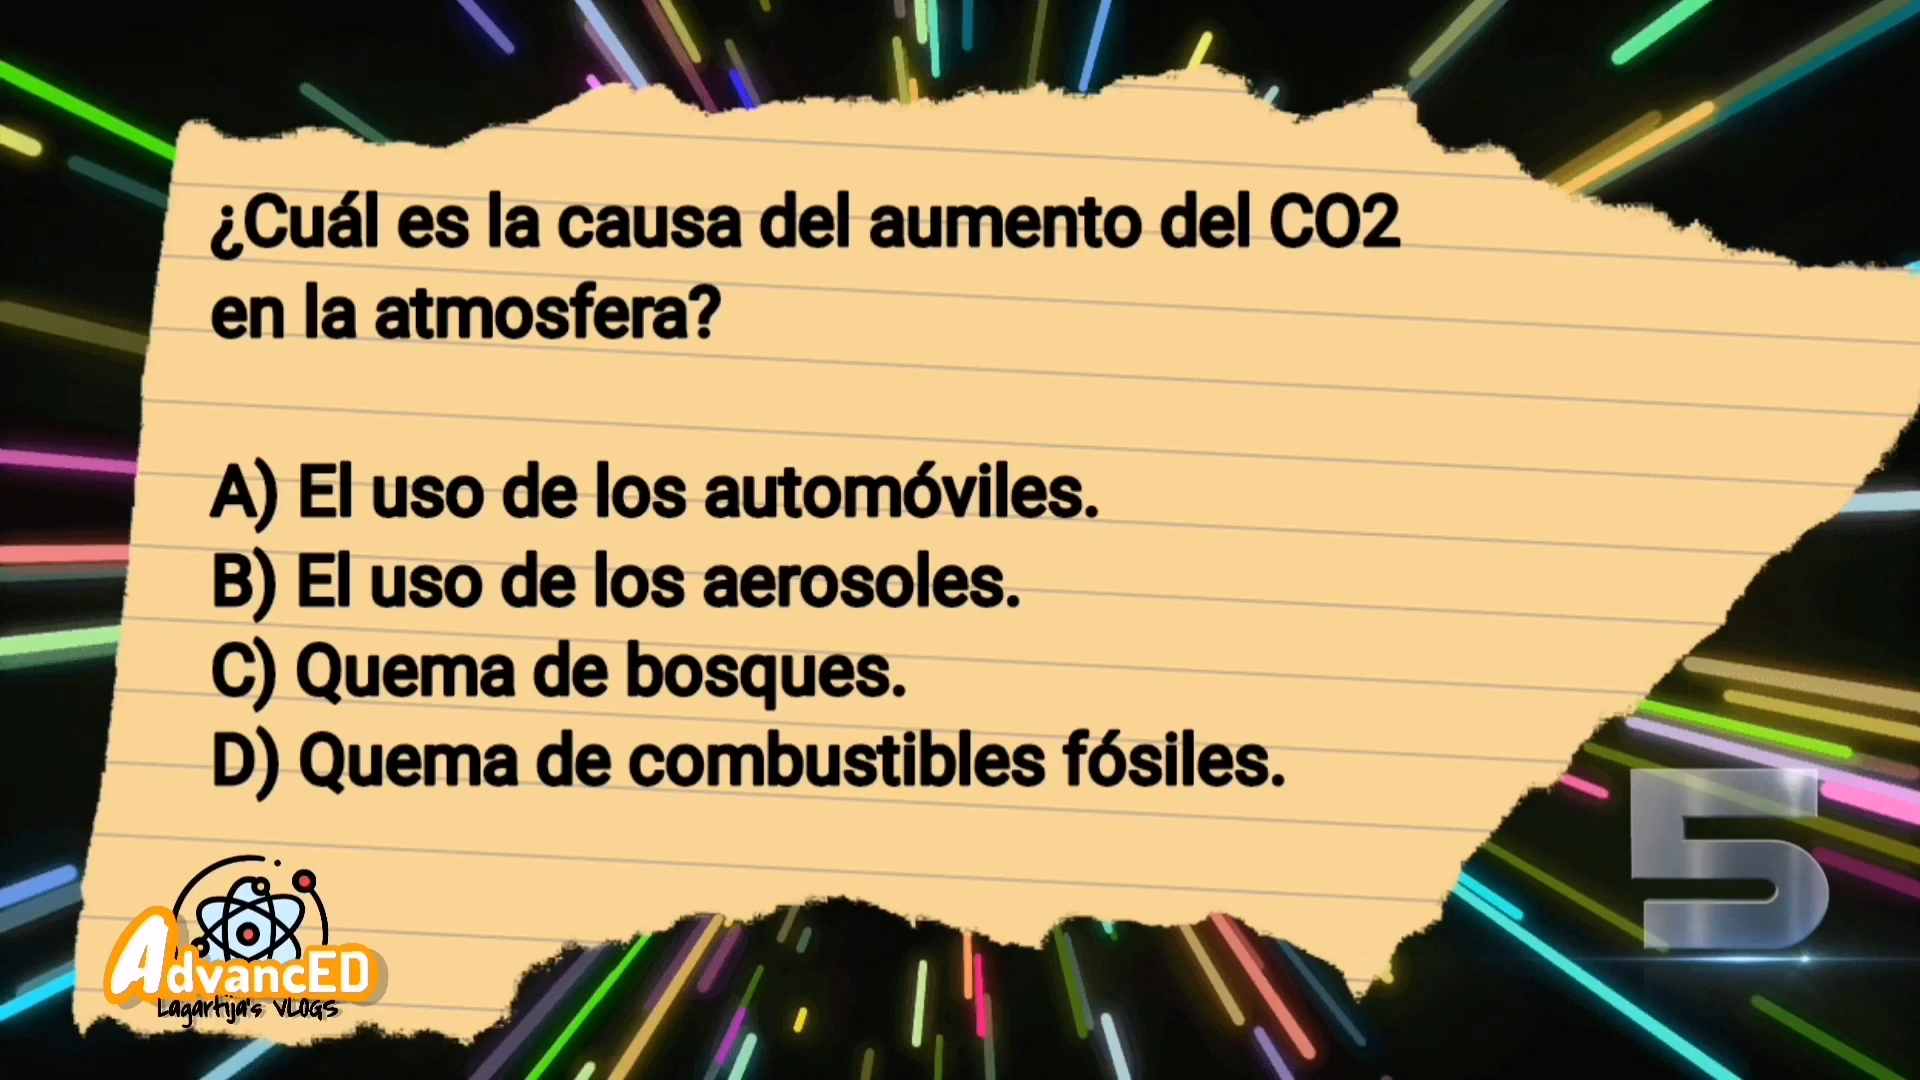 ¿Cuál es la causa del aumento del CO2
en la atmosfera?
A) El uso de los automóviles.
B) El uso de los aerosoles.
C) Quema de bosques.
D) Quema de combustibles fósiles.
5
AdvancED
Lagartija's VLOGS